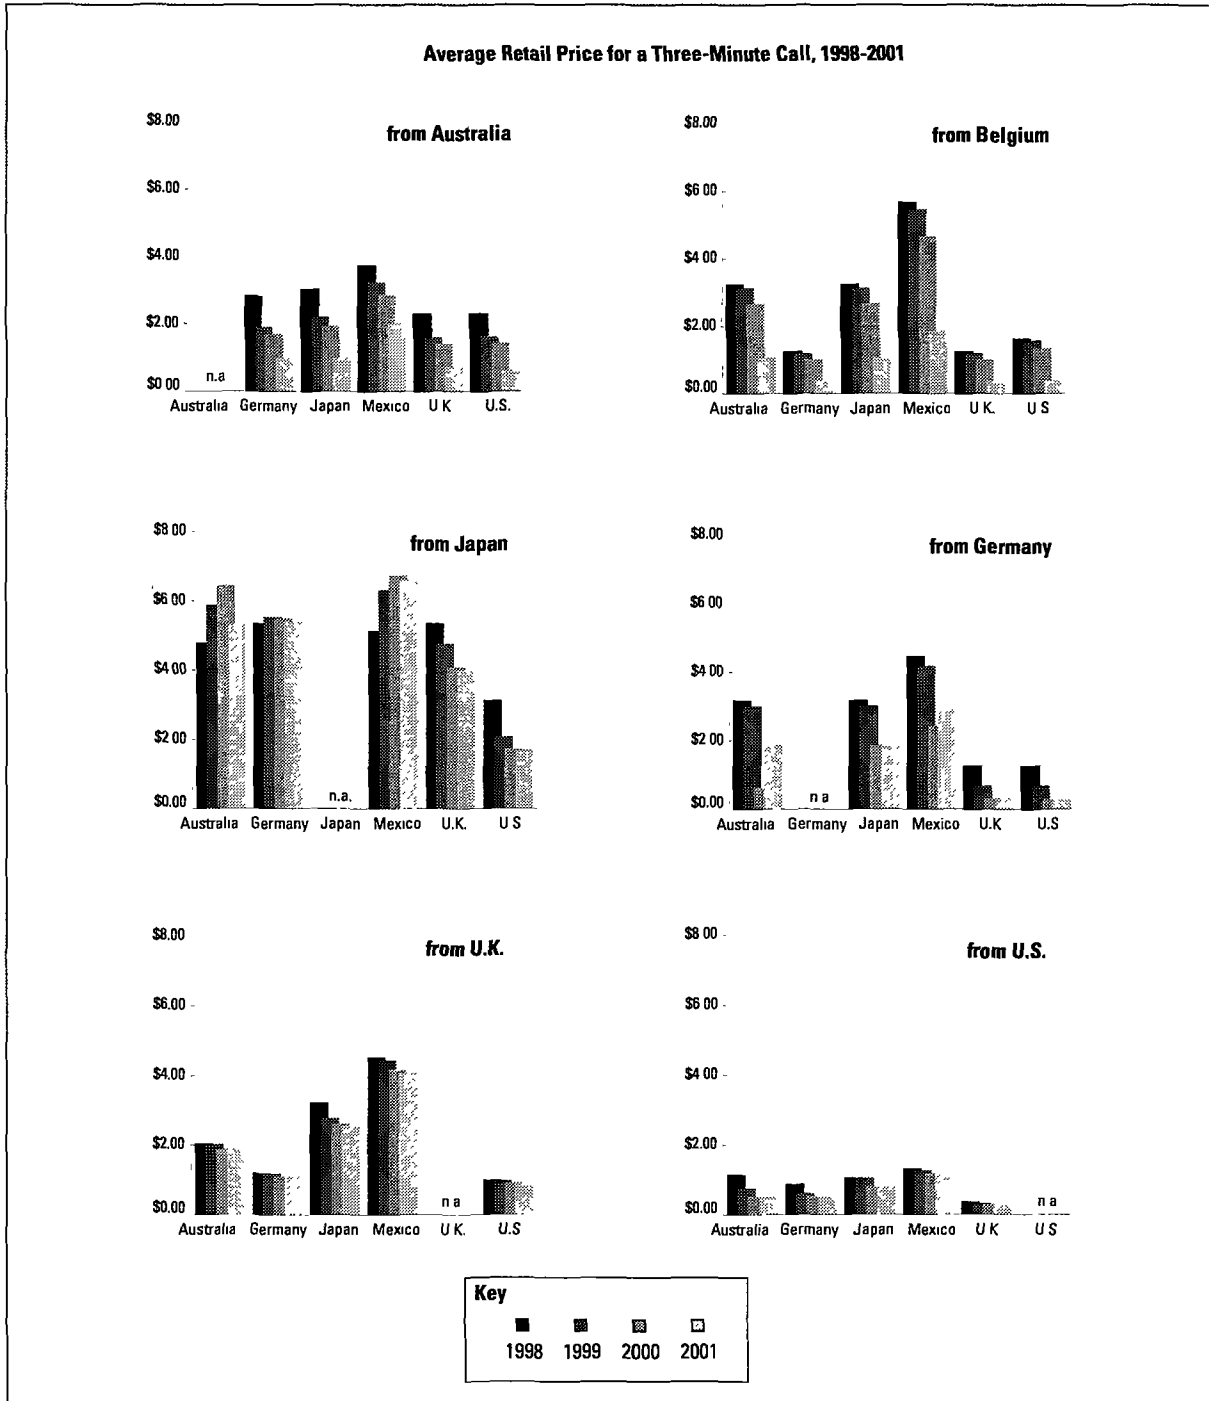 Average Retail Price for a Three-Minute Call, 1998-2001
from Australia
$8.00
$6.00
$4.00
$2.00
$0 00
n.a
Australia Germany Japan Mexico U K U.S.
from Belgium
$8.00
$6 00
$4 00
$2 00
$0.00
Australia Germany Japan Mexico U K. U S
from Japan
$8 00
$6 00
$4 00
$2 00
$0.00
n.a.
Australia Germany Japan Mexico U.K. U S
from Germany
$8.00
$6 00
$4 00
$2 00
$0.00
n a
Australia Germany Japan Mexico U.K U.S
from U.K.
$8.00
$6.00
$4.00
$2 00
$0.00
n a
Australia Germany Japan Mexico U K. U.S
from U.S.
$8 00
$6 00
$4 00
$2 00
$0.00
n a
Australia Germany Japan Mexico U K U S
Key
1998 1999 2000 2001